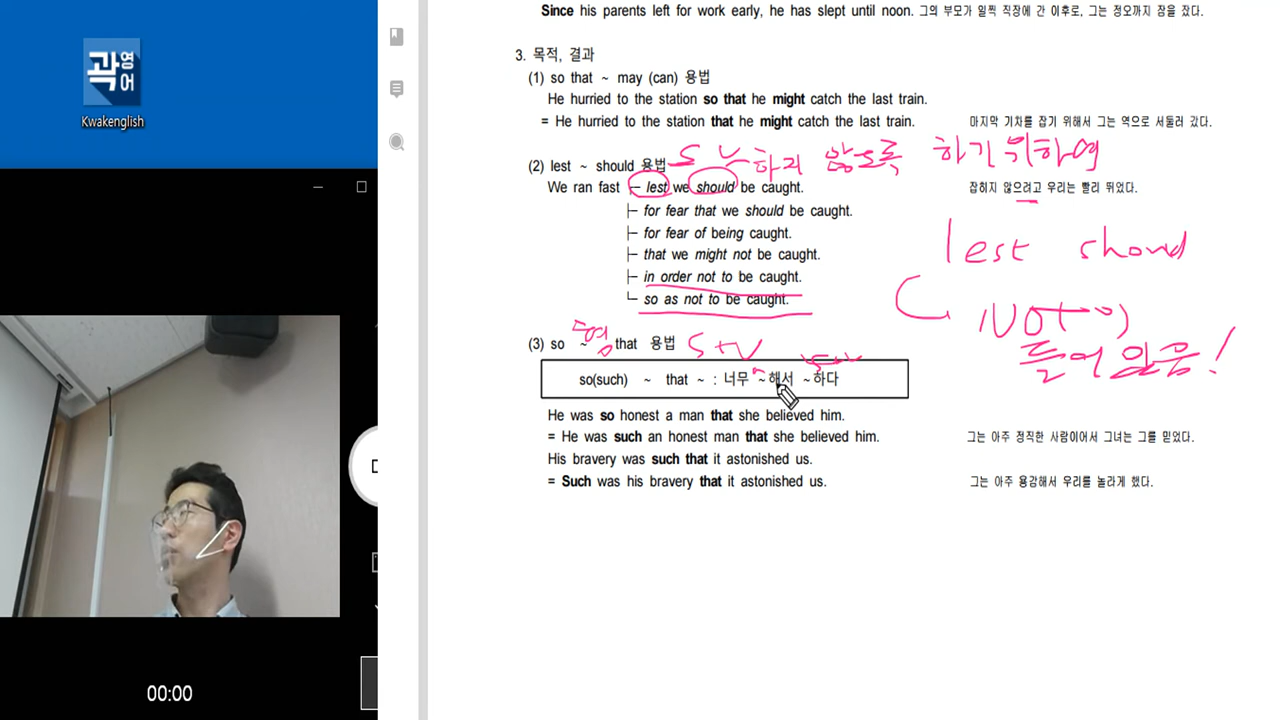 Since his parents left for work early, he has slept until noon. 그의 부모가 일찍 직장에 간 이후로, 그는 정오까지 잠을 잤다.
곽영어
Kwakenglish
3. 목적, 결과
(1) so that ~ may (can) 용법
He hurried to the station so that he might catch the last train.
= He hurried to the station that he might catch the last train. 마지막 기차를 잡기 위해서 그는 역으로 서둘러 갔다.
(2) lest ~ should 용법 S V 하지 않도록 하기 위하여
We ran fast lest we should be caught. 잡히지 않으려고 우리는 빨리 뛰었다.
for fear that we should be caught.
for fear of being caught.
that we might not be caught.
in order not to be caught.
so as not to be caught.
lest shoud
Not이
들어 있음!
(3) so ~ that 용법 S+V
형
so(such) ~ that ~ : 너무 ~해서 ~하다
He was so honest a man that she believed him.
= He was such an honest man that she believed him. 그는 아주 정직한 사람이어서 그녀는 그를 믿었다.
His bravery was such that it astonished us.
= Such was his bravery that it astonished us. 그는 아주 용감해서 우리를 놀라게 했다.
00:00